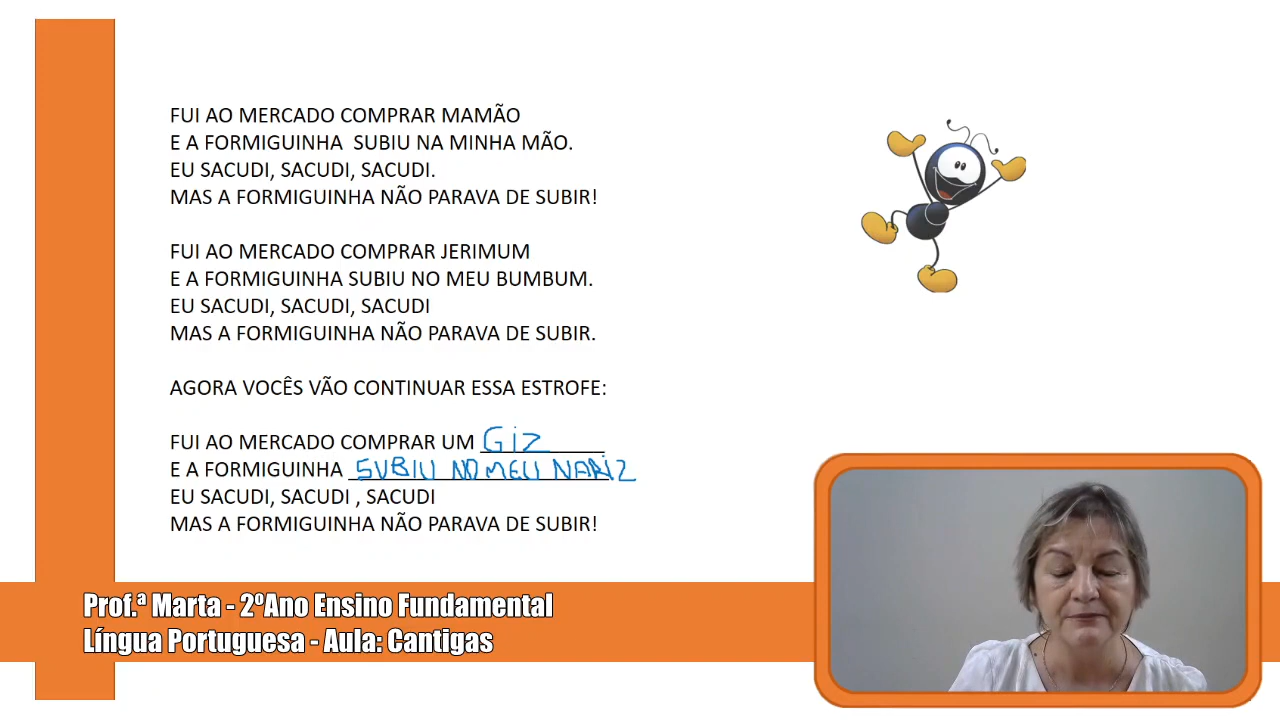 FUI AO MERCADO COMPRAR MAMÃO
E A FORMIGUINHA SUBIU NA MINHA MÃO.
EU SACUDI, SACUDI, SACUDI.
MAS A FORMIGUINHA NÃO PARAVA DE SUBIR!
FUI AO MERCADO COMPRAR JERIMUM
E A FORMIGUINHA SUBIU NO MEU BUMBUM.
EU SACUDI, SACUDI, SACUDI
MAS A FORMIGUINHA NÃO PARAVA DE SUBIR.
AGORA VOCÊS VÃO CONTINUAR ESSA ESTROFE:
FUI AO MERCADO COMPRAR UM GIZ
E A FORMIGUINHA SUBIU NO MEU NARIZ
EU SACUDI, SACUDI , SACUDI
MAS A FORMIGUINHA NÃO PARAVA DE SUBIR!
Prof.ª Marta - 2ºAno Ensino Fundamental
Língua Portuguesa - Aula: Cantigas